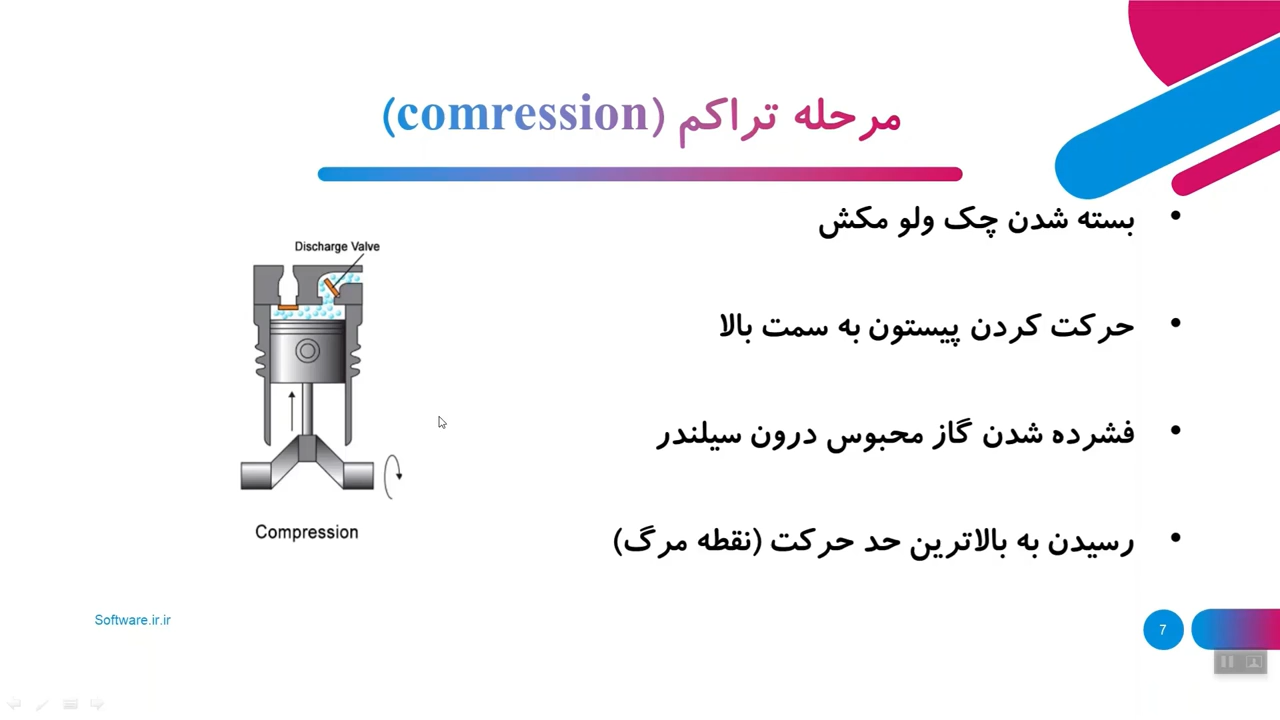 مرحله تراکم (comression)
• بسته شدن چک ولو مکش
• حرکت کردن پیستون به سمت بالا
• فشرده شدن گاز محبوس درون سیلندر
• رسیدن به بالاترین حد حرکت (نقطه مرگ)
Discharge Valve
Compression
Software.ir.ir
7